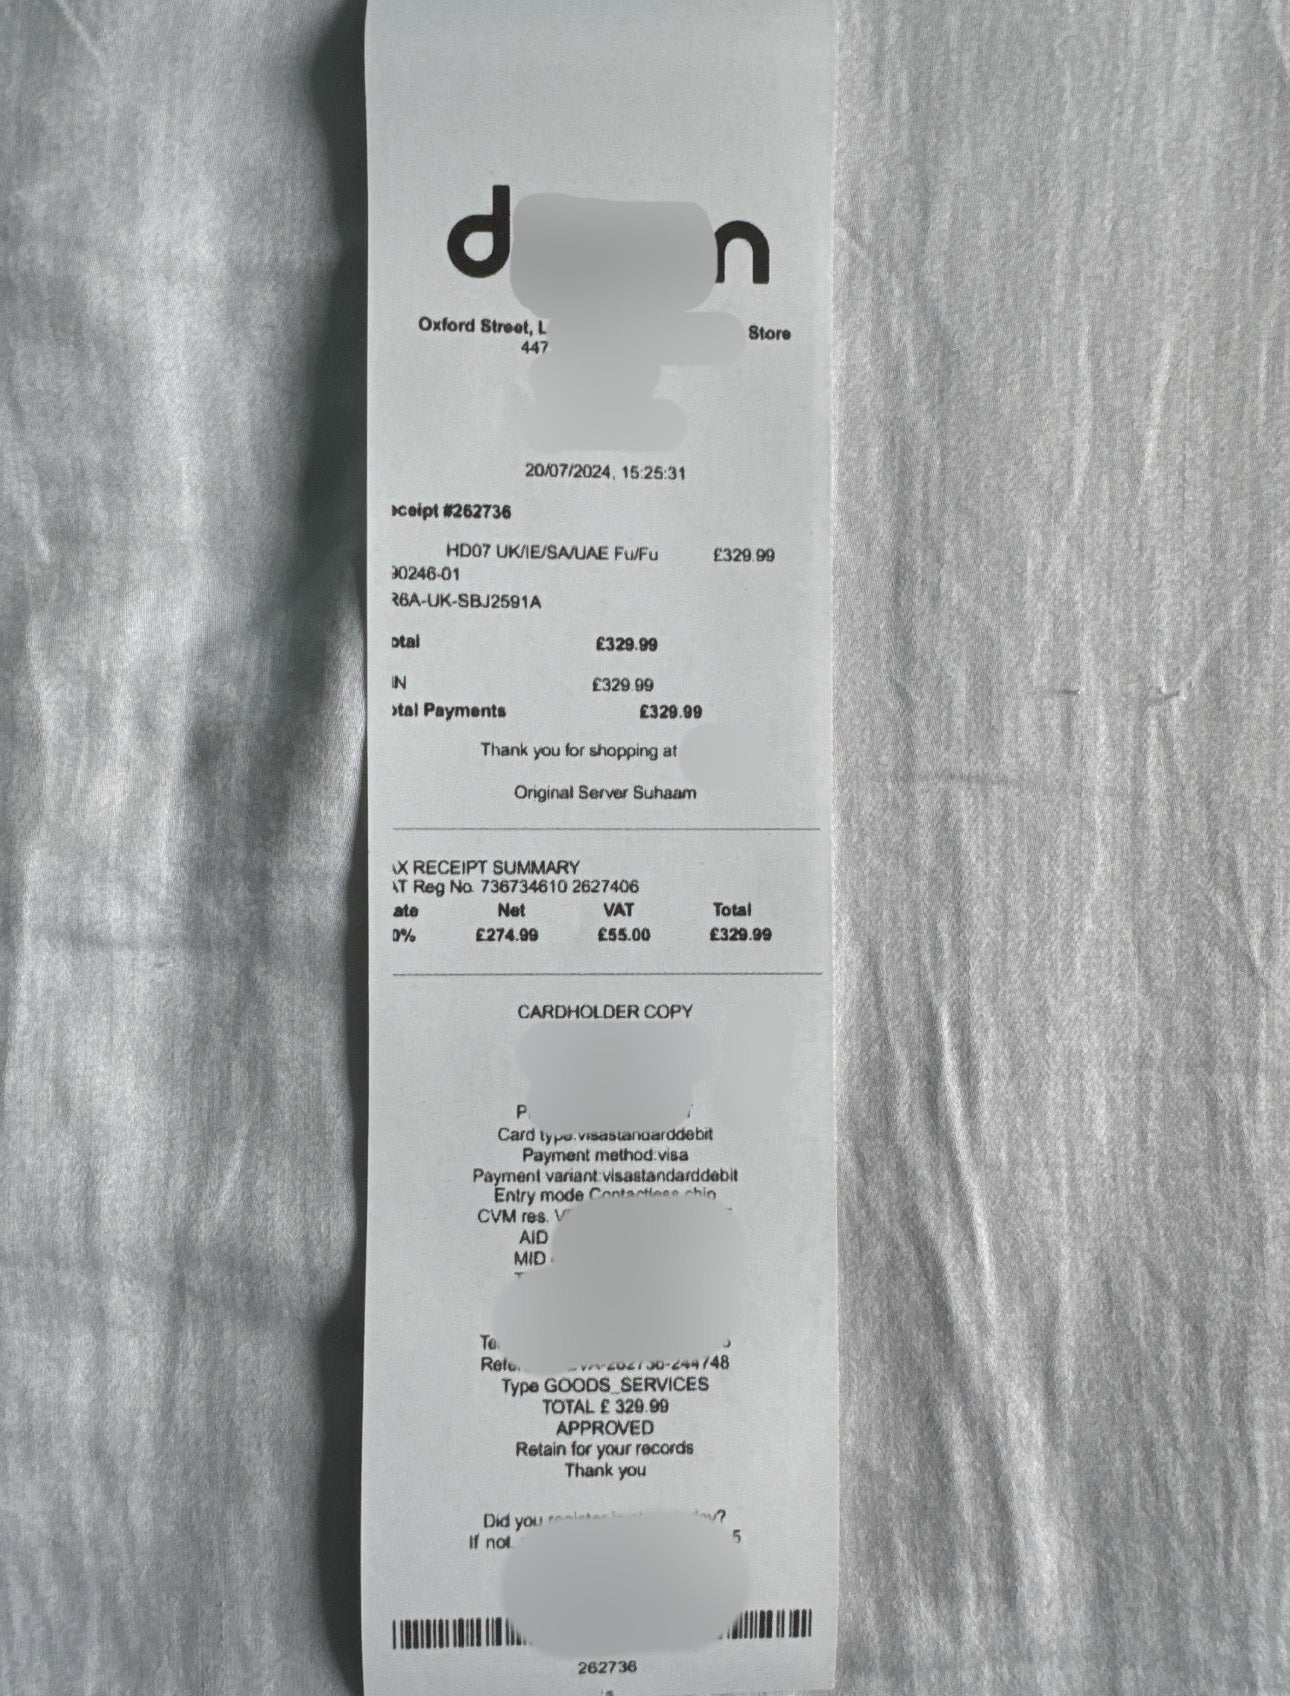 d n
Oxford Street, L Store
447
20/07/2024, 15:25:31
ceipt #262736
HD07 UK/IE/SA/UAE Fu/Fu £329.99
90246-01
R6A-UK-SBJ2591A
otal £329.99
IN £329.99
otal Payments £329.99
Thank you for shopping at
Original Server Suhaam
AX RECEIPT SUMMARY
AT Reg No. 736734610 2627406
ate Net VAT Total
0% £274.99 £55.00 £329.99
CARDHOLDER COPY
P
Card type:visastandarddebit
Payment method:visa
Payment variant:visastandarddebit
Entry mode Contactless chip
CVM res. V
AID
MID
Te
Refe 244748
Type GOODS_SERVICES
TOTAL £ 329.99
APPROVED
Retain for your records
Thank you
Did you
If not 5
262736